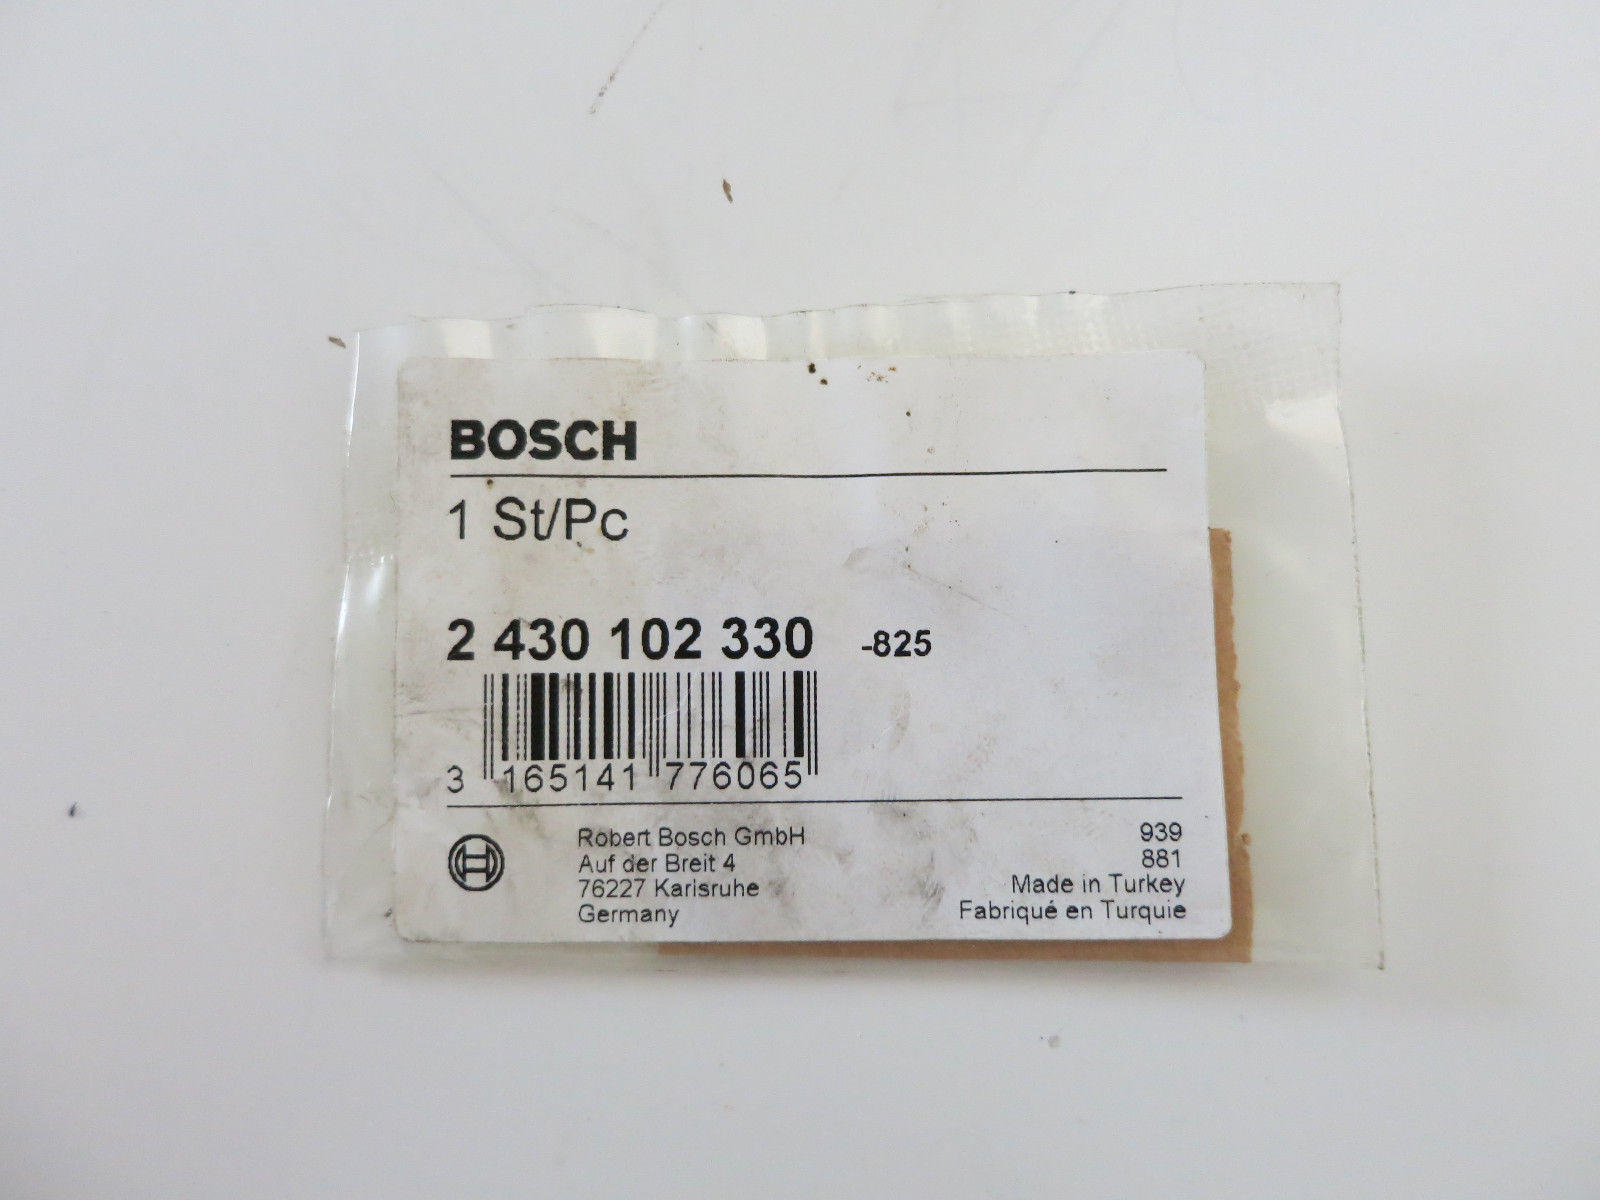 BOSCH
1 St/Pc
2 430 102 330 -825
3 165141 776065
Robert Bosch GmbH
Auf der Breit 4
76227 Karlsruhe
Germany
939
881
Made in Turkey
Fabriqué en Turquie